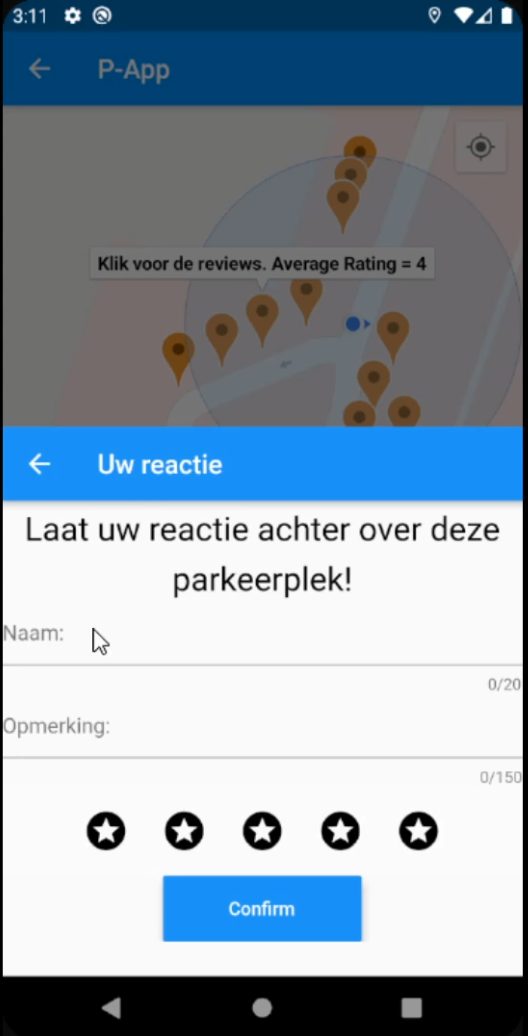 3:11
P-App
Klik voor de reviews. Average Rating = 4
Uw reactie
Laat uw reactie achter over deze
parkeerplek!
Naam:
0/20
Opmerking:
0/150
Confirm